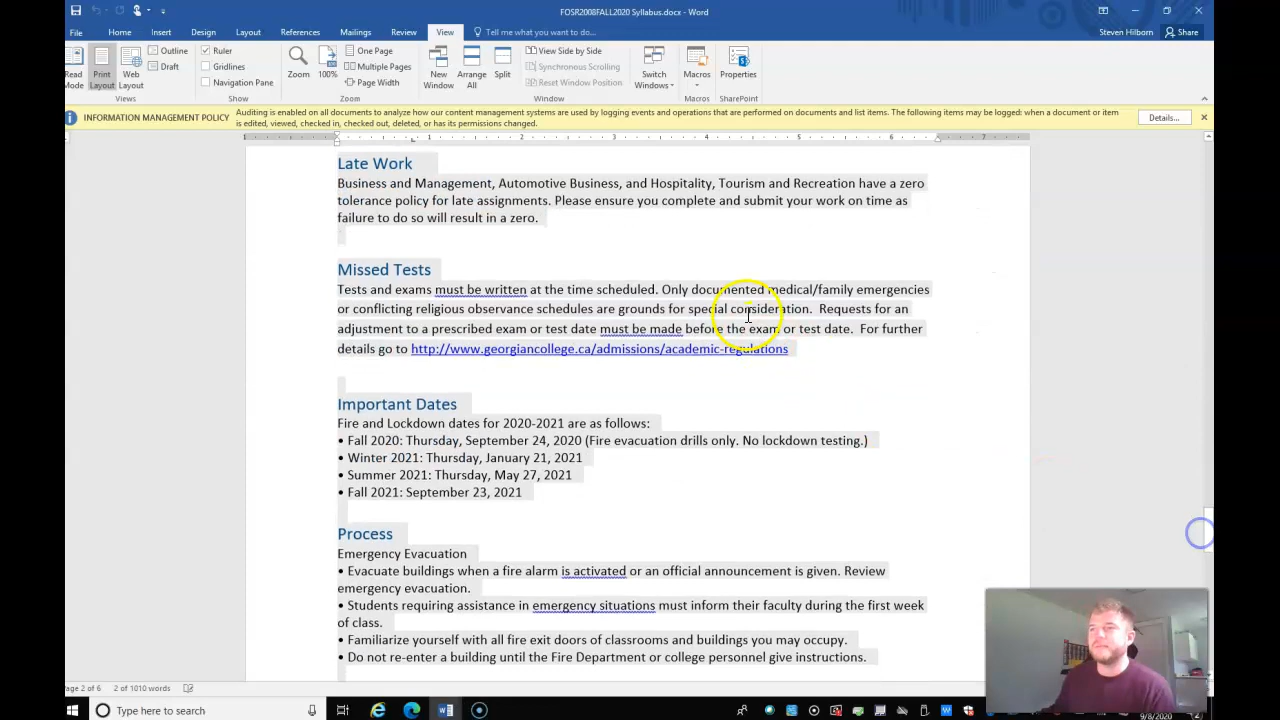 FOSR2008FALL2020 Syllabus.docx - Word
File Home Insert Design Layout References Mailings Review View Tell me what you want to do... Steven Hilborn Share
Read Mode
Print Layout
Web Layout
Outline
Draft
Views
Ruler
Gridlines
Navigation Pane
Show
Zoom
100%
One Page
Multiple Pages
Page Width
Zoom
New Window
Arrange All
Split
View Side by Side
Synchronous Scrolling
Reset Window Position
Window
Switch Windows
Macros
Macros
Properties
SharePoint
INFORMATION MANAGEMENT POLICY
Auditing is enabled on all documents to analyze how our content management systems are used by logging events and operations that are performed on documents and list items. The following items may be logged: when a document or item
is edited, viewed, checked in, checked out, deleted, or has its permissions changed.
Details...
1 1 2 3 4 5 6 7
Late Work
Business and Management, Automotive Business, and Hospitality, Tourism and Recreation have a zero
tolerance policy for late assignments. Please ensure you complete and submit your work on time as
failure to do so will result in a zero.
Missed Tests
Tests and exams must be written at the time scheduled. Only documented medical/family emergencies
or conflicting religious observance schedules are grounds for special consideration. Requests for an
adjustment to a prescribed exam or test date must be made before the exam or test date. For further
details go to http://www.georgiancollege.ca/admissions/academic-regulations
Important Dates
Fire and Lockdown dates for 2020-2021 are as follows:
• Fall 2020: Thursday, September 24, 2020 (Fire evacuation drills only. No lockdown testing.)
• Winter 2021: Thursday, January 21, 2021
• Summer 2021: Thursday, May 27, 2021
• Fall 2021: September 23, 2021
Process
Emergency Evacuation
• Evacuate buildings when a fire alarm is activated or an official announcement is given. Review
emergency evacuation.
• Students requiring assistance in emergency situations must inform their faculty during the first week
of class.
• Familiarize yourself with all fire exit doors of classrooms and buildings you may occupy.
• Do not re-enter a building until the Fire Department or college personnel give instructions.
Page 2 of 6 2 of 1010 words
Type here to search
9/8/2020